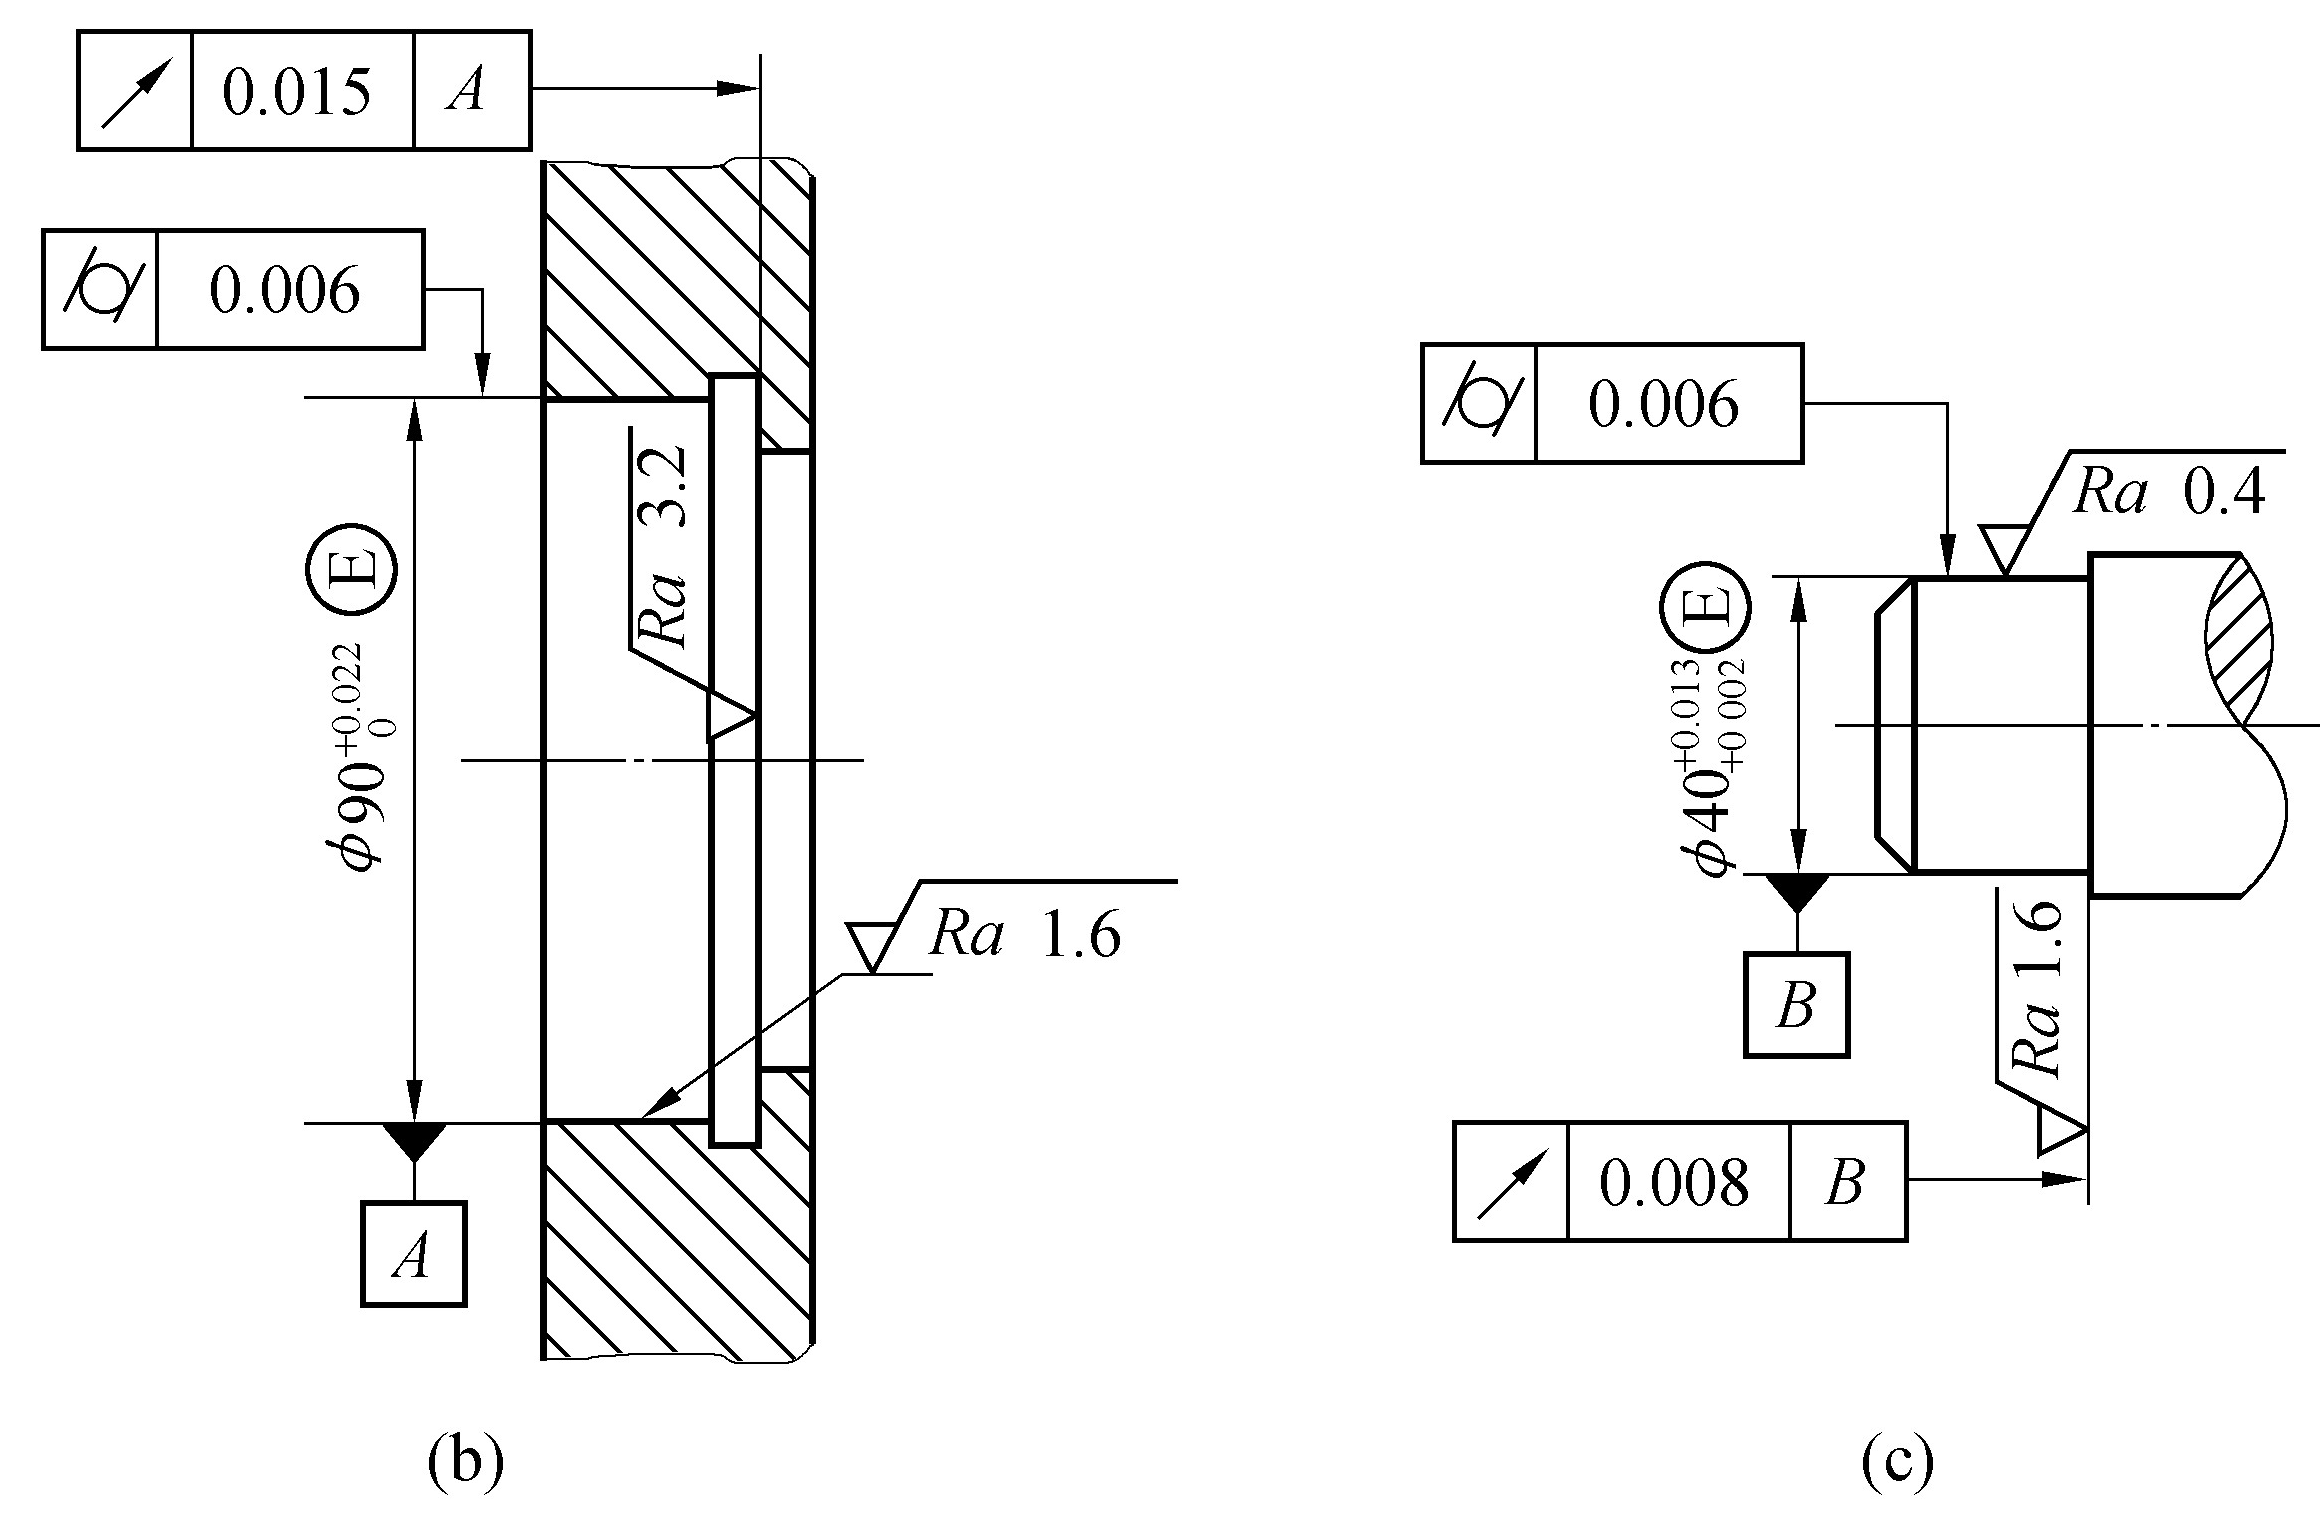 0.015 A
0.006
φ90 +0.022 0 Ⓔ
Ra 3.2
Ra 1.6
A
(b)
0.006
Ra 0.4
φ40 +0.013 +0 002 Ⓔ
B
Ra 1.6
0.008 B
(c)